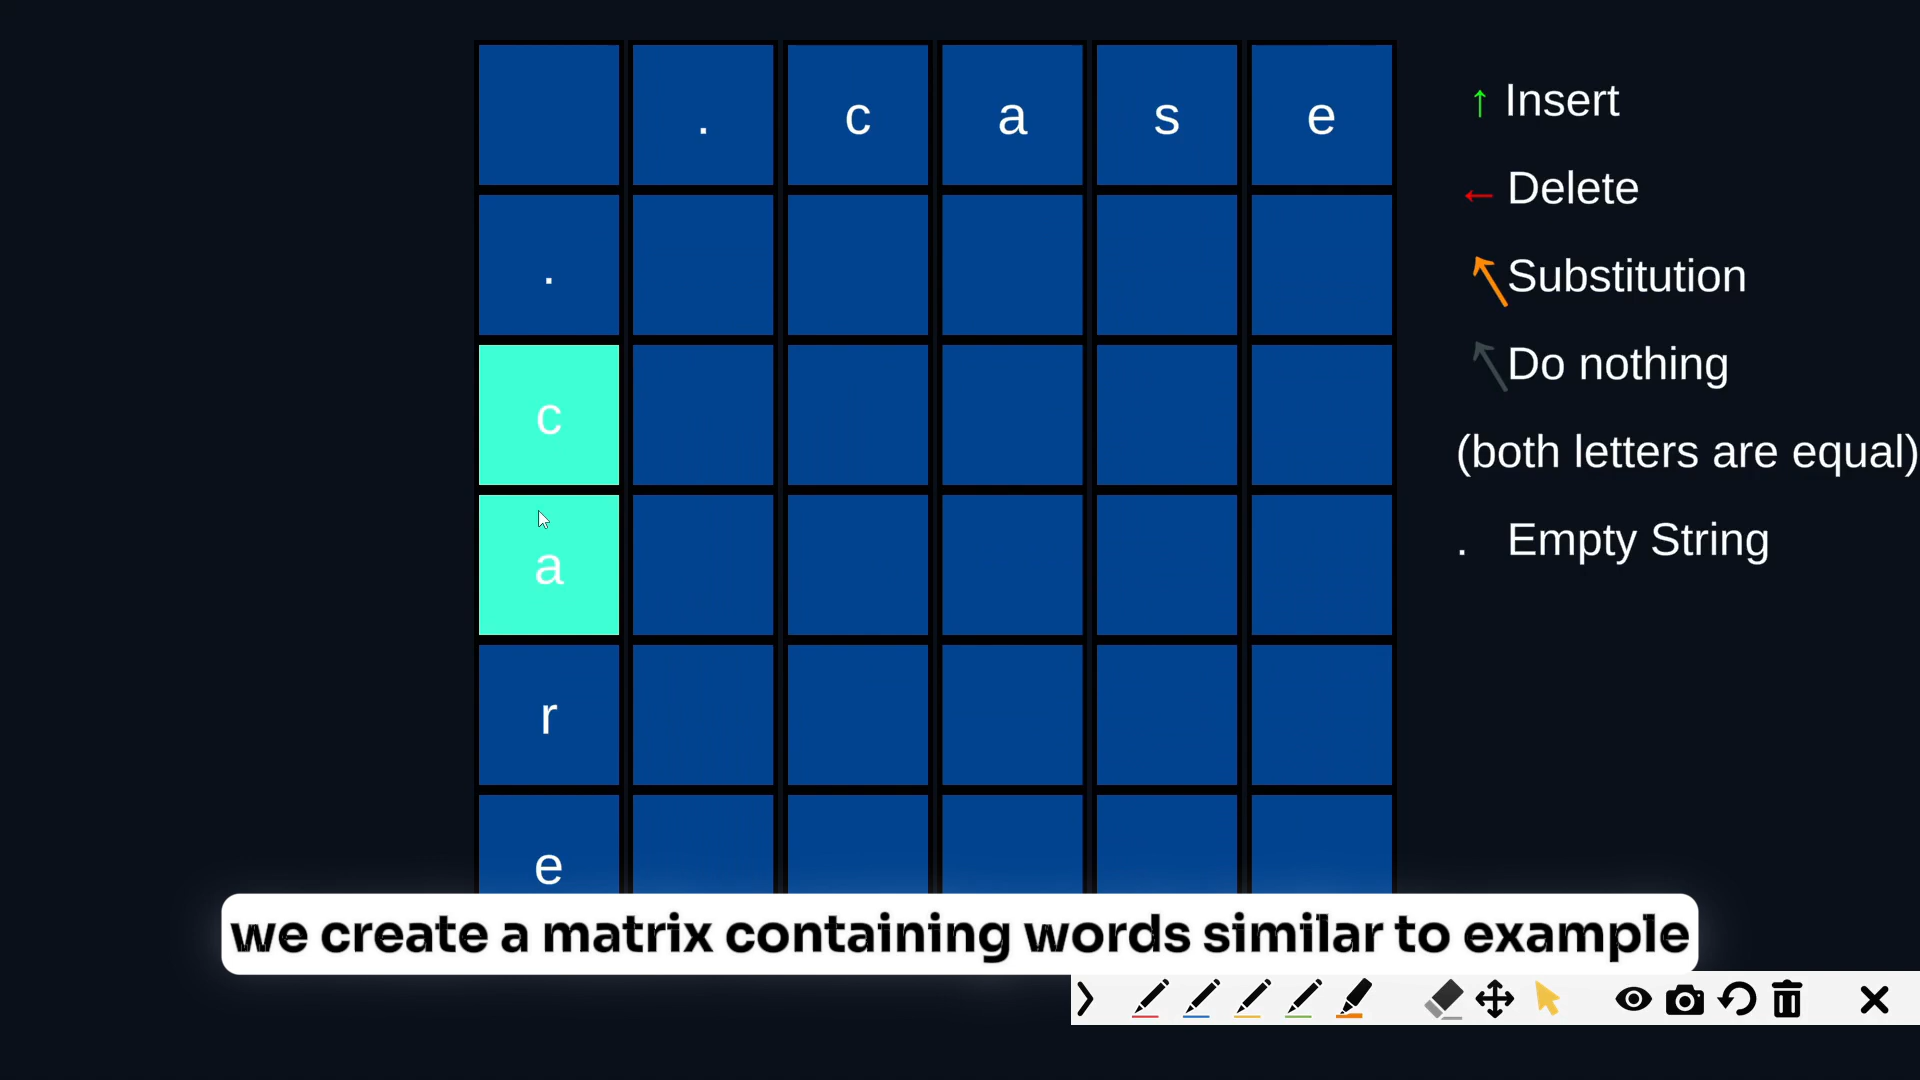 . c a s e
.
c
a
r
e
↑ Insert
← Delete
↖ Substitution
↖ Do nothing
(both letters are equal)
. Empty String
we create a matrix containing words similar to example